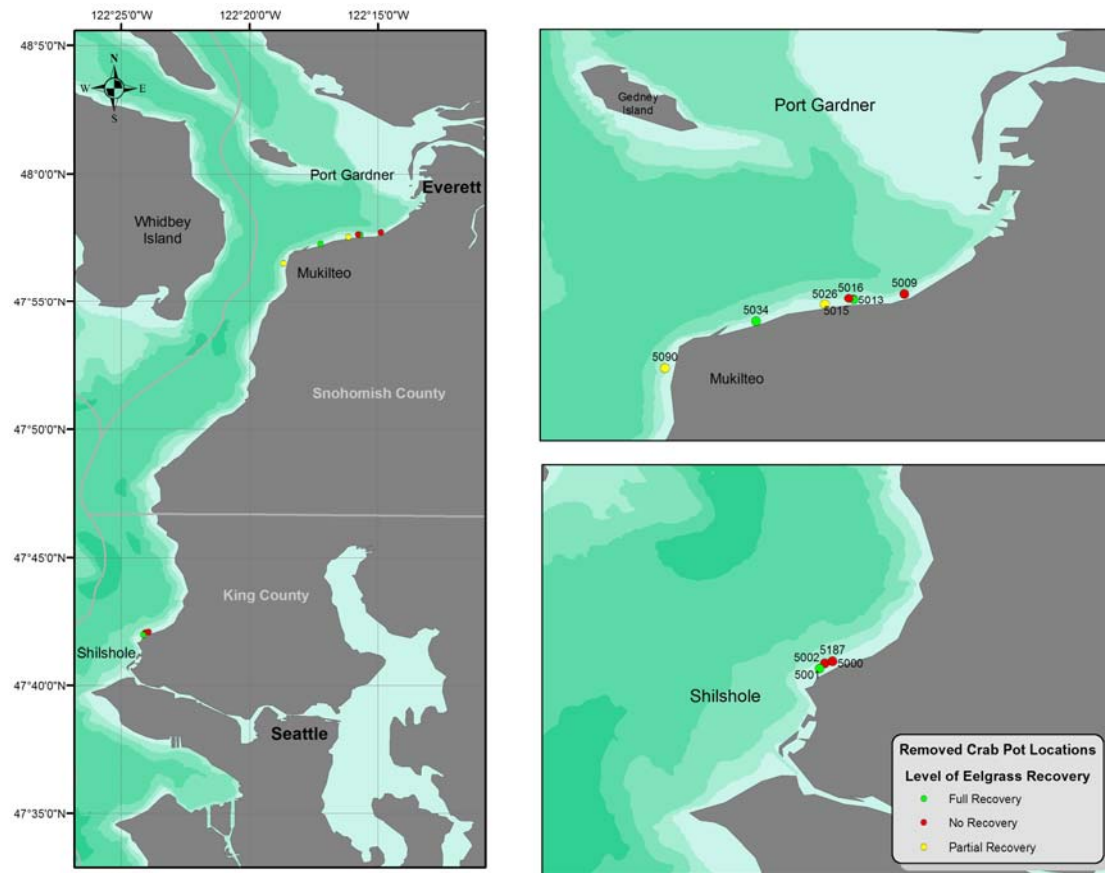 122°25'0"W 122°20'0"W 122°15'0"W
48°5'0"N
N
W E
S
48°0'0"N
Port Gardner
Everett
Whidbey
Island
Mukilteo
47°55'0"N
Snohomish County
47°50'0"N
47°45'0"N
King County
Shilshole
47°40'0"N
Seattle
47°35'0"N
Gedney
Island
Port Gardner
5009
5016
5026
5013
5015
5034
5090
Mukilteo
5187
5002
5000
5001
Shilshole
Removed Crab Pot Locations
Level of Eelgrass Recovery
Full Recovery
No Recovery
Partial Recovery